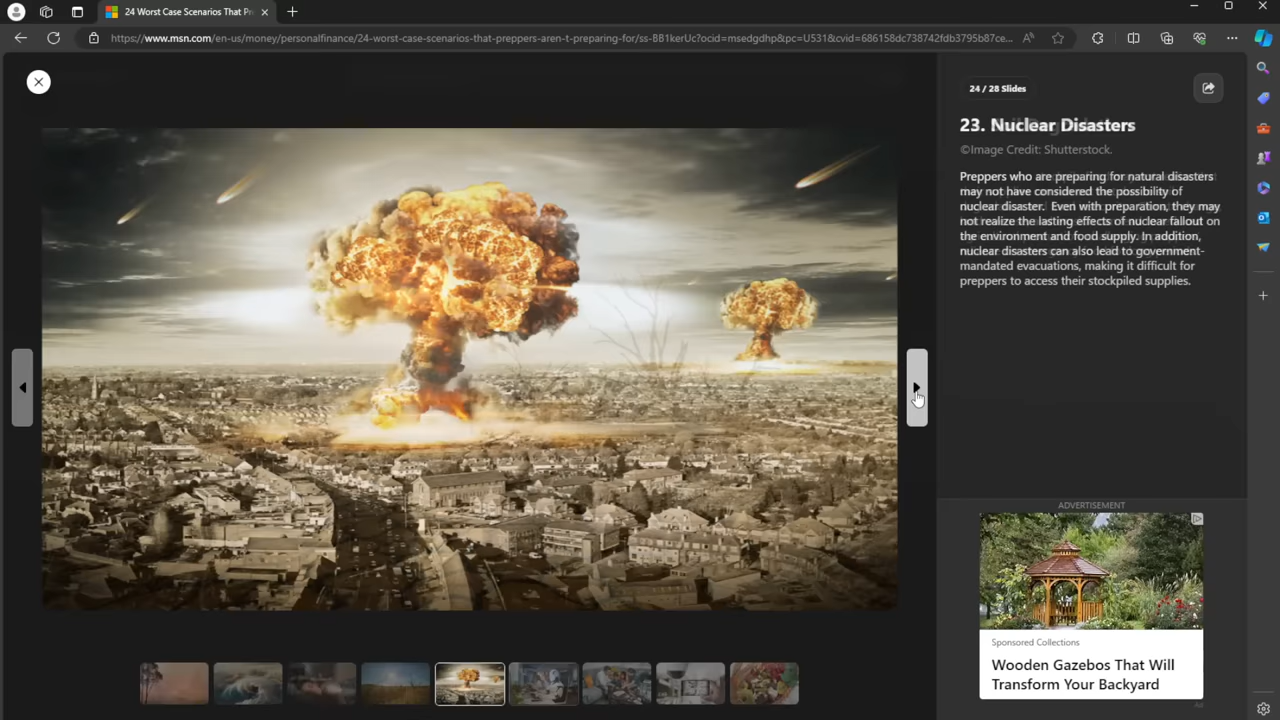 24 Worst Case Scenarios That Pr
https://www.msn.com/en-us/money/personalfinance/24-worst-case-scenarios-that-preppers-aren-t-preparing-for/ss-BB1kerUc?ocid=msedgdhp&pc=U531&cvid=686158dc738742fdb3795b87ce...
24 / 28 Slides
23. Nuclear Disasters
©Image Credit: Shutterstock.
Preppers who are preparing for natural disasters
may not have considered the possibility of
nuclear disaster. Even with preparation, they may
not realize the lasting effects of nuclear fallout on
the environment and food supply. In addition,
nuclear disasters can also lead to government-
mandated evacuations, making it difficult for
preppers to access their stockpiled supplies.
ADVERTISEMENT
Sponsored Collections
Wooden Gazebos That Will
Transform Your Backyard
Ad